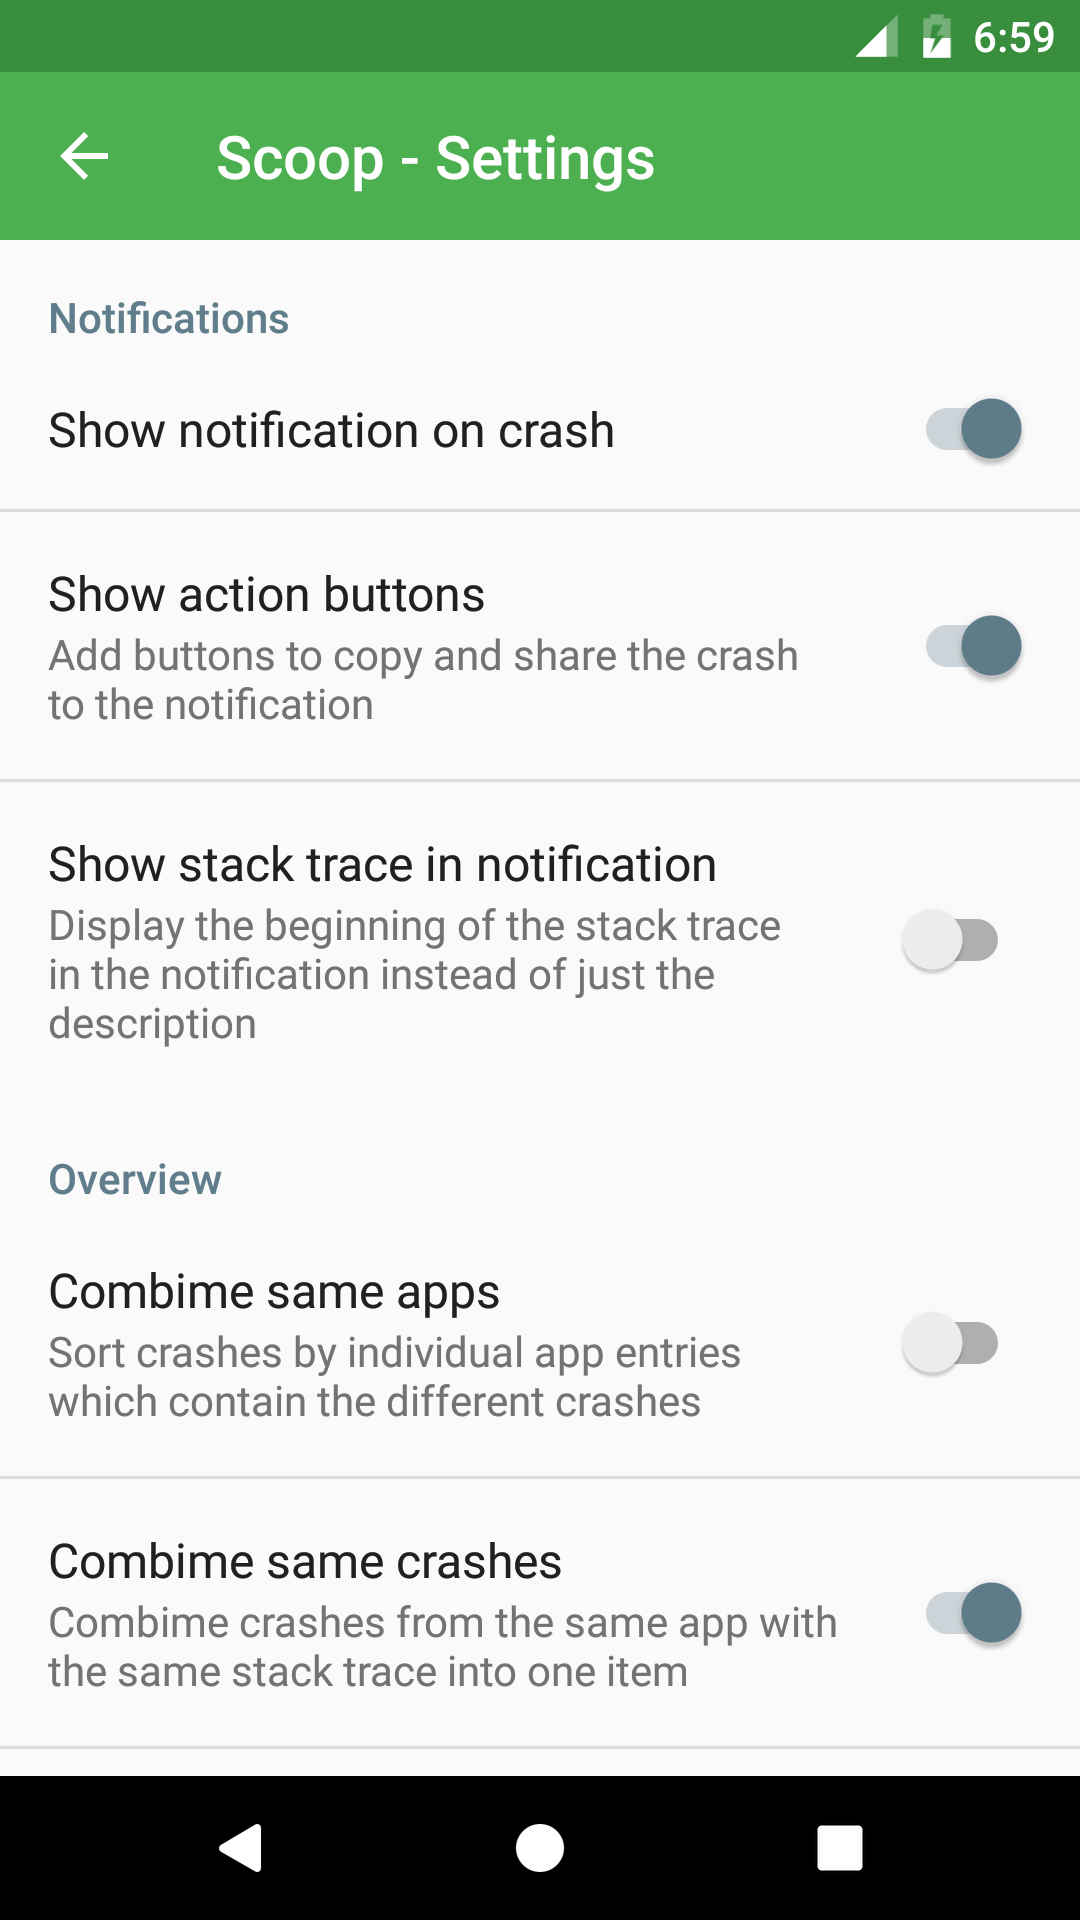 6:59
Scoop - Settings
Notifications
Show notification on crash
Show action buttons
Add buttons to copy and share the crash
to the notification
Show stack trace in notification
Display the beginning of the stack trace
in the notification instead of just the
description
Overview
Combime same apps
Sort crashes by individual app entries
which contain the different crashes
Combime same crashes
Combime crashes from the same app with
the same stack trace into one item